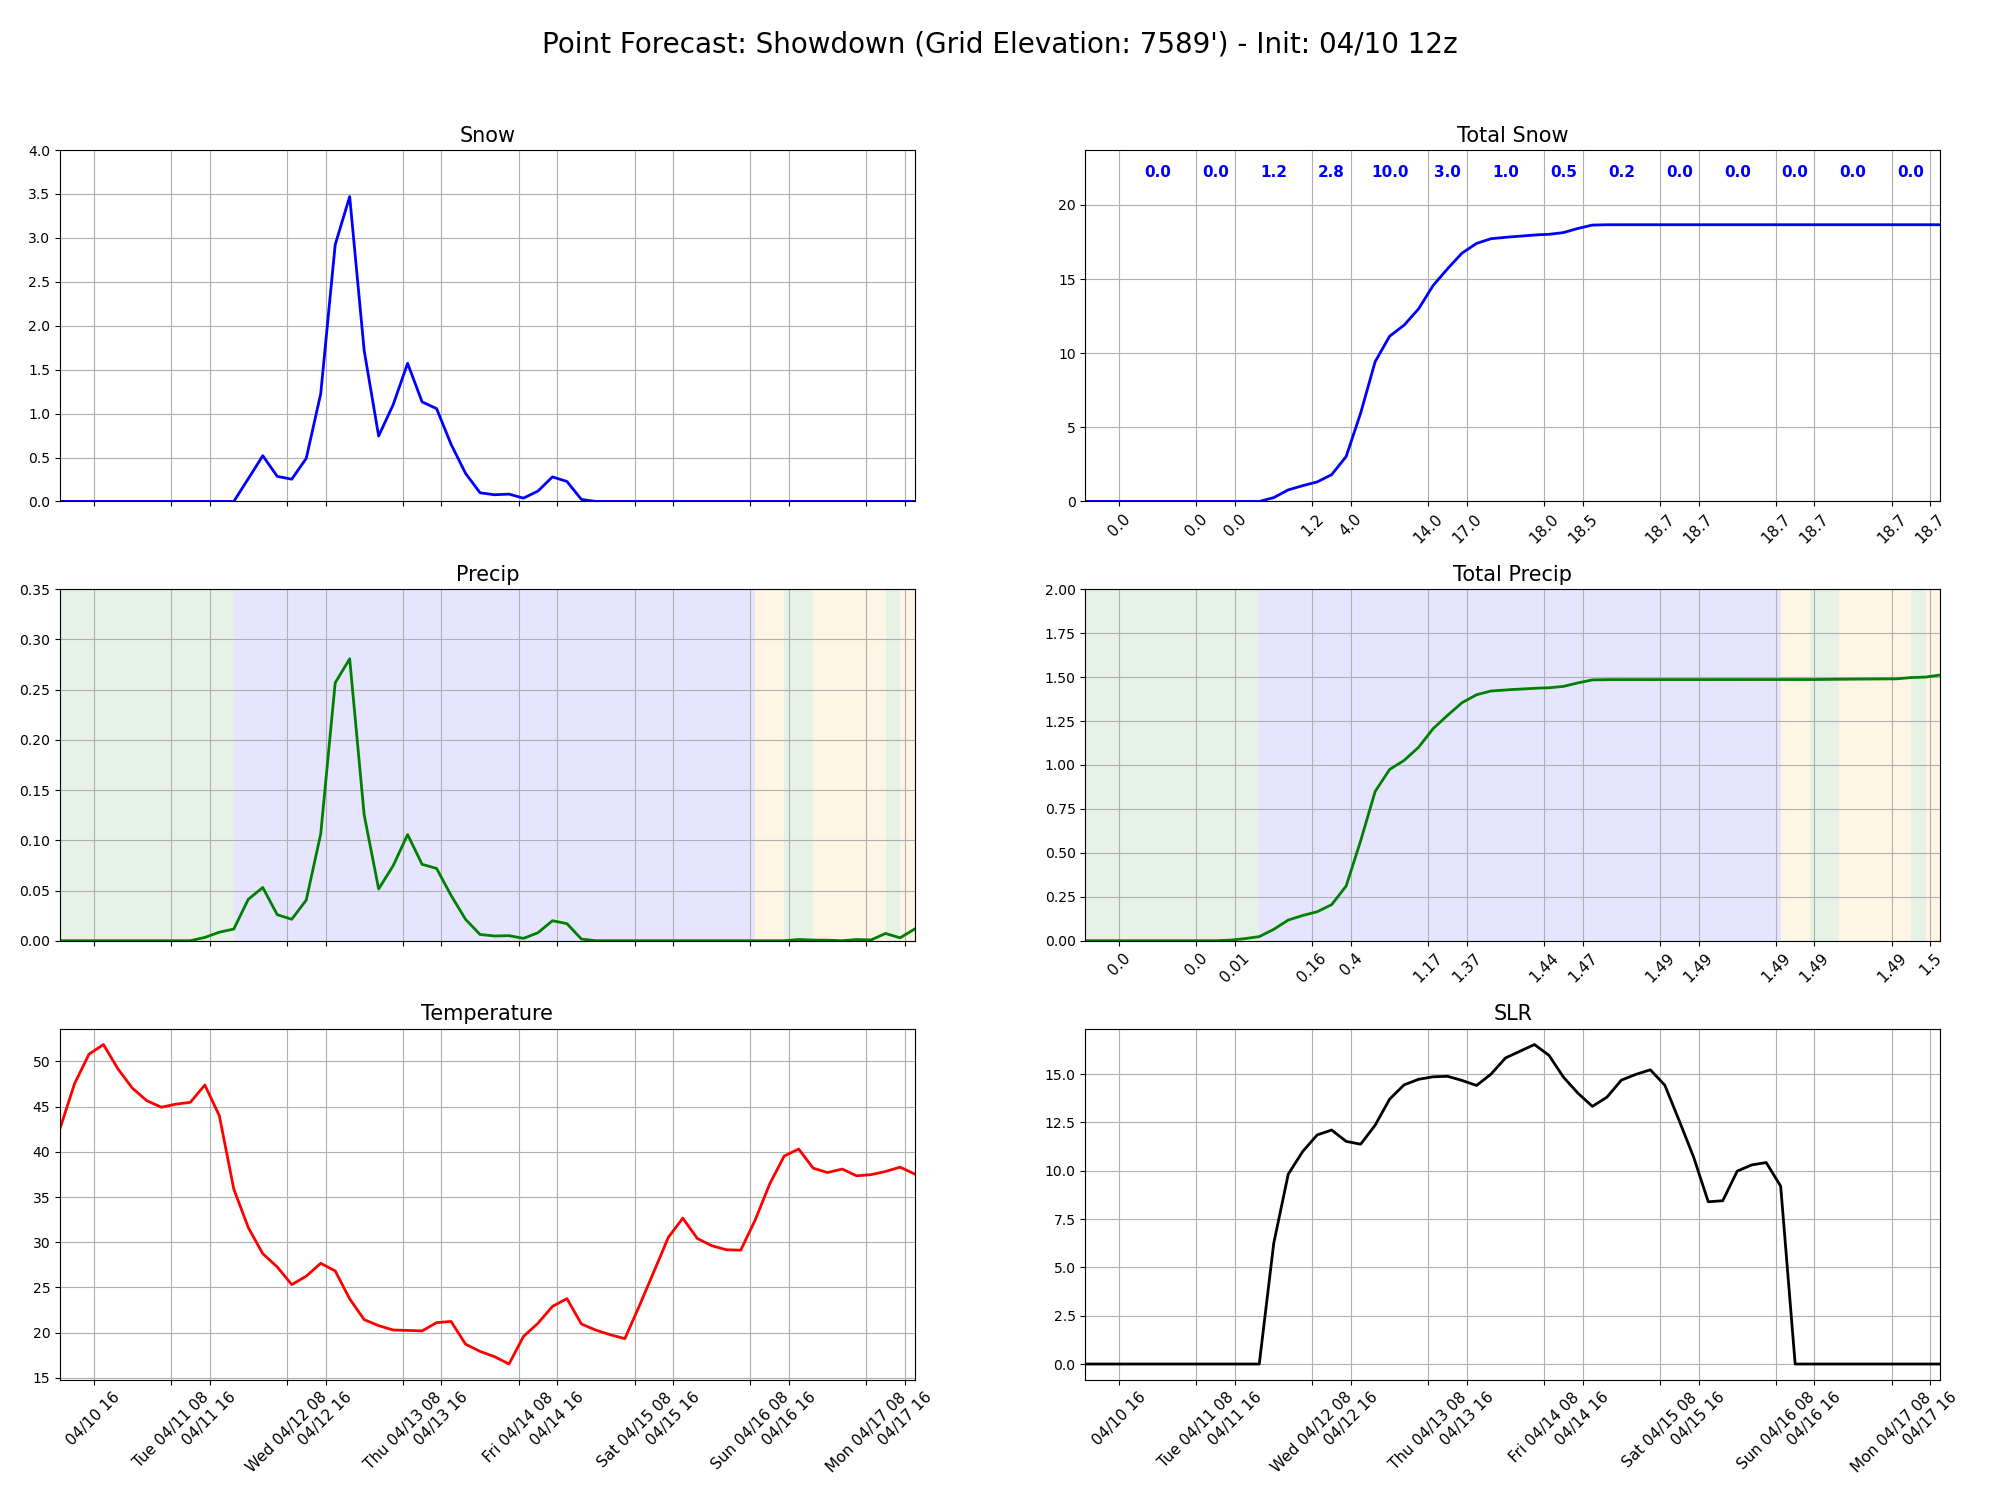 Point Forecast: Showdown (Grid Elevation: 7589') - Init: 04/10 12z
Snow
4.0
3.5
3.0
2.5
2.0
1.5
1.0
0.5
0.0
Total Snow
0.0 0.0 1.2 2.8 10.0 3.0 1.0 0.5 0.2 0.0 0.0 0.0 0.0 0.0
20
15
10
5
0
0.0 0.0 0.0 1.2 4.0 14.0 17.0 18.0 18.5 18.7 18.7 18.7 18.7 18.7 18.7
Precip
0.35
0.30
0.25
0.20
0.15
0.10
0.05
0.00
Total Precip
2.00
1.75
1.50
1.25
1.00
0.75
0.50
0.25
0.00
0.0 0.0 0.01 0.16 0.4 1.17 1.37 1.44 1.47 1.49 1.49 1.49 1.49 1.49 1.5
Temperature
50
45
40
35
30
25
20
15
04/10 16
Tue 04/11 08
04/11 16
Wed 04/12 08
04/12 16
Thu 04/13 08
04/13 16
Fri 04/14 08
04/14 16
Sat 04/15 08
04/15 16
Sun 04/16 08
04/16 16
Mon 04/17 08
04/17 16
SLR
15.0
12.5
10.0
7.5
5.0
2.5
0.0
04/10 16
Tue 04/11 08
04/11 16
Wed 04/12 08
04/12 16
Thu 04/13 08
04/13 16
Fri 04/14 08
04/14 16
Sat 04/15 08
04/15 16
Sun 04/16 08
04/16 16
Mon 04/17 08
04/17 16